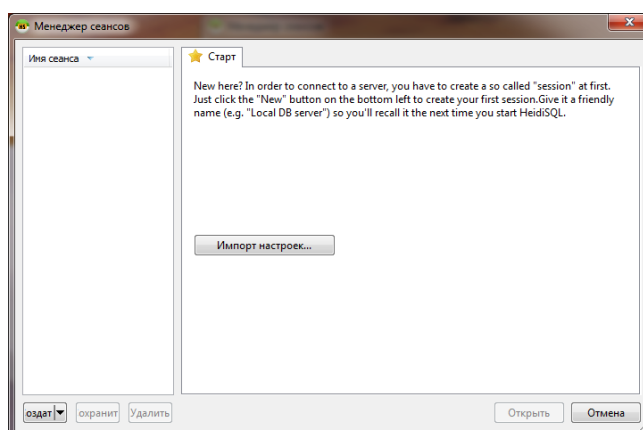 Менеджер сеансов
Имя сеанса
Старт
New here? In order to connect to a server, you have to create a so called "session" at first.
Just click the "New" button on the bottom left to create your first session.Give it a friendly
name (e.g. "Local DB server") so you'll recall it the next time you start HeidiSQL.
Импорт настроек...
оздат
охранит
Удалить
Открыть
Отмена